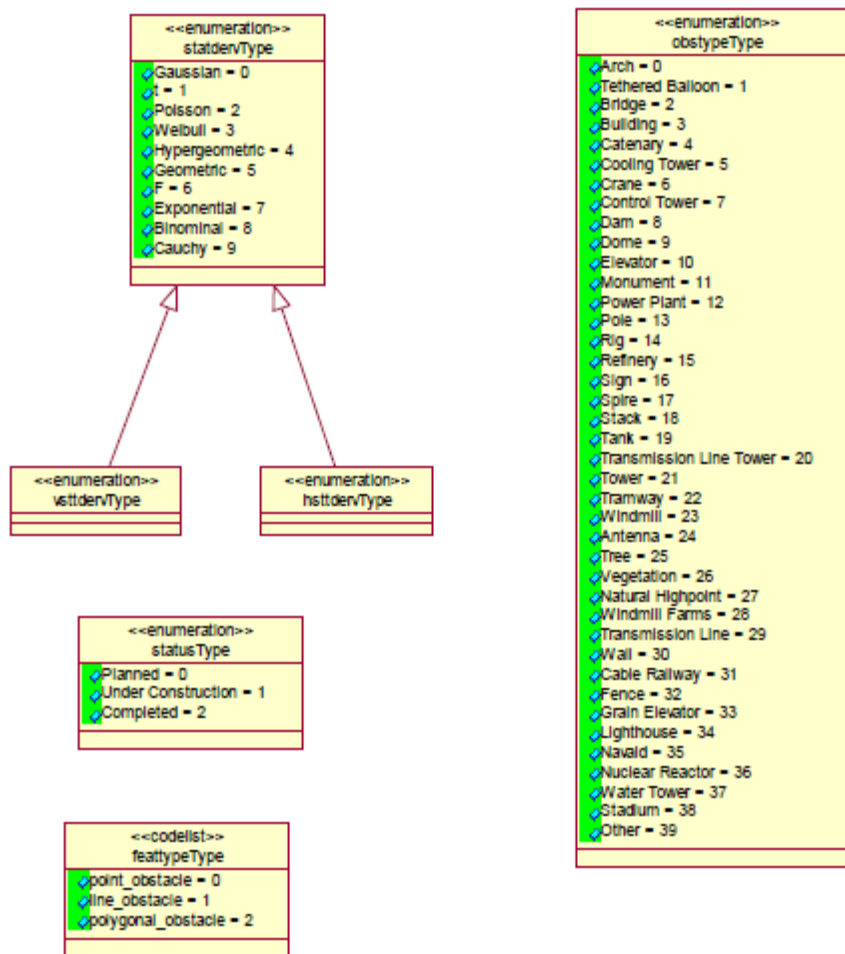 <<enumeration>>
statdervType
Gaussian = 0
t = 1
Poisson = 2
Weibull = 3
Hypergeometric = 4
Geometric = 5
F = 6
Exponential = 7
Binominal = 8
Cauchy = 9
<<enumeration>>
vsttdervType
<<enumeration>>
hsttdervType
<<enumeration>>
statusType
Planned = 0
Under Construction = 1
Completed = 2
<<codelist>>
feattypeType
point_obstacle = 0
line_obstacle = 1
polygonal_obstacle = 2
<<enumeration>>
obstypeType
Arch = 0
Tethered Balloon = 1
Bridge = 2
Building = 3
Catenary = 4
Cooling Tower = 5
Crane = 6
Control Tower = 7
Dam = 8
Dome = 9
Elevator = 10
Monument = 11
Power Plant = 12
Pole = 13
Rig = 14
Refinery = 15
Sign = 16
Spire = 17
Stack = 18
Tank = 19
Transmission Line Tower = 20
Tower = 21
Tramway = 22
Windmill = 23
Antenna = 24
Tree = 25
Vegetation = 26
Natural Highpoint = 27
Windmill Farms = 28
Transmission Line = 29
Wall = 30
Cable Railway = 31
Fence = 32
Grain Elevator = 33
Lighthouse = 34
Navaid = 35
Nuclear Reactor = 36
Water Tower = 37
Stadium = 38
Other = 39